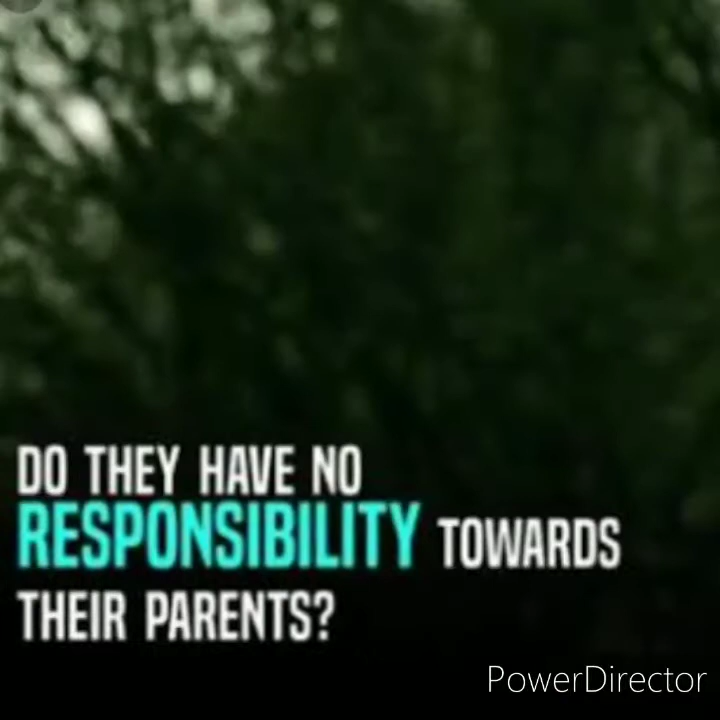 DO THEY HAVE NO
RESPONSIBILITY TOWARDS
THEIR PARENTS?
PowerDirector